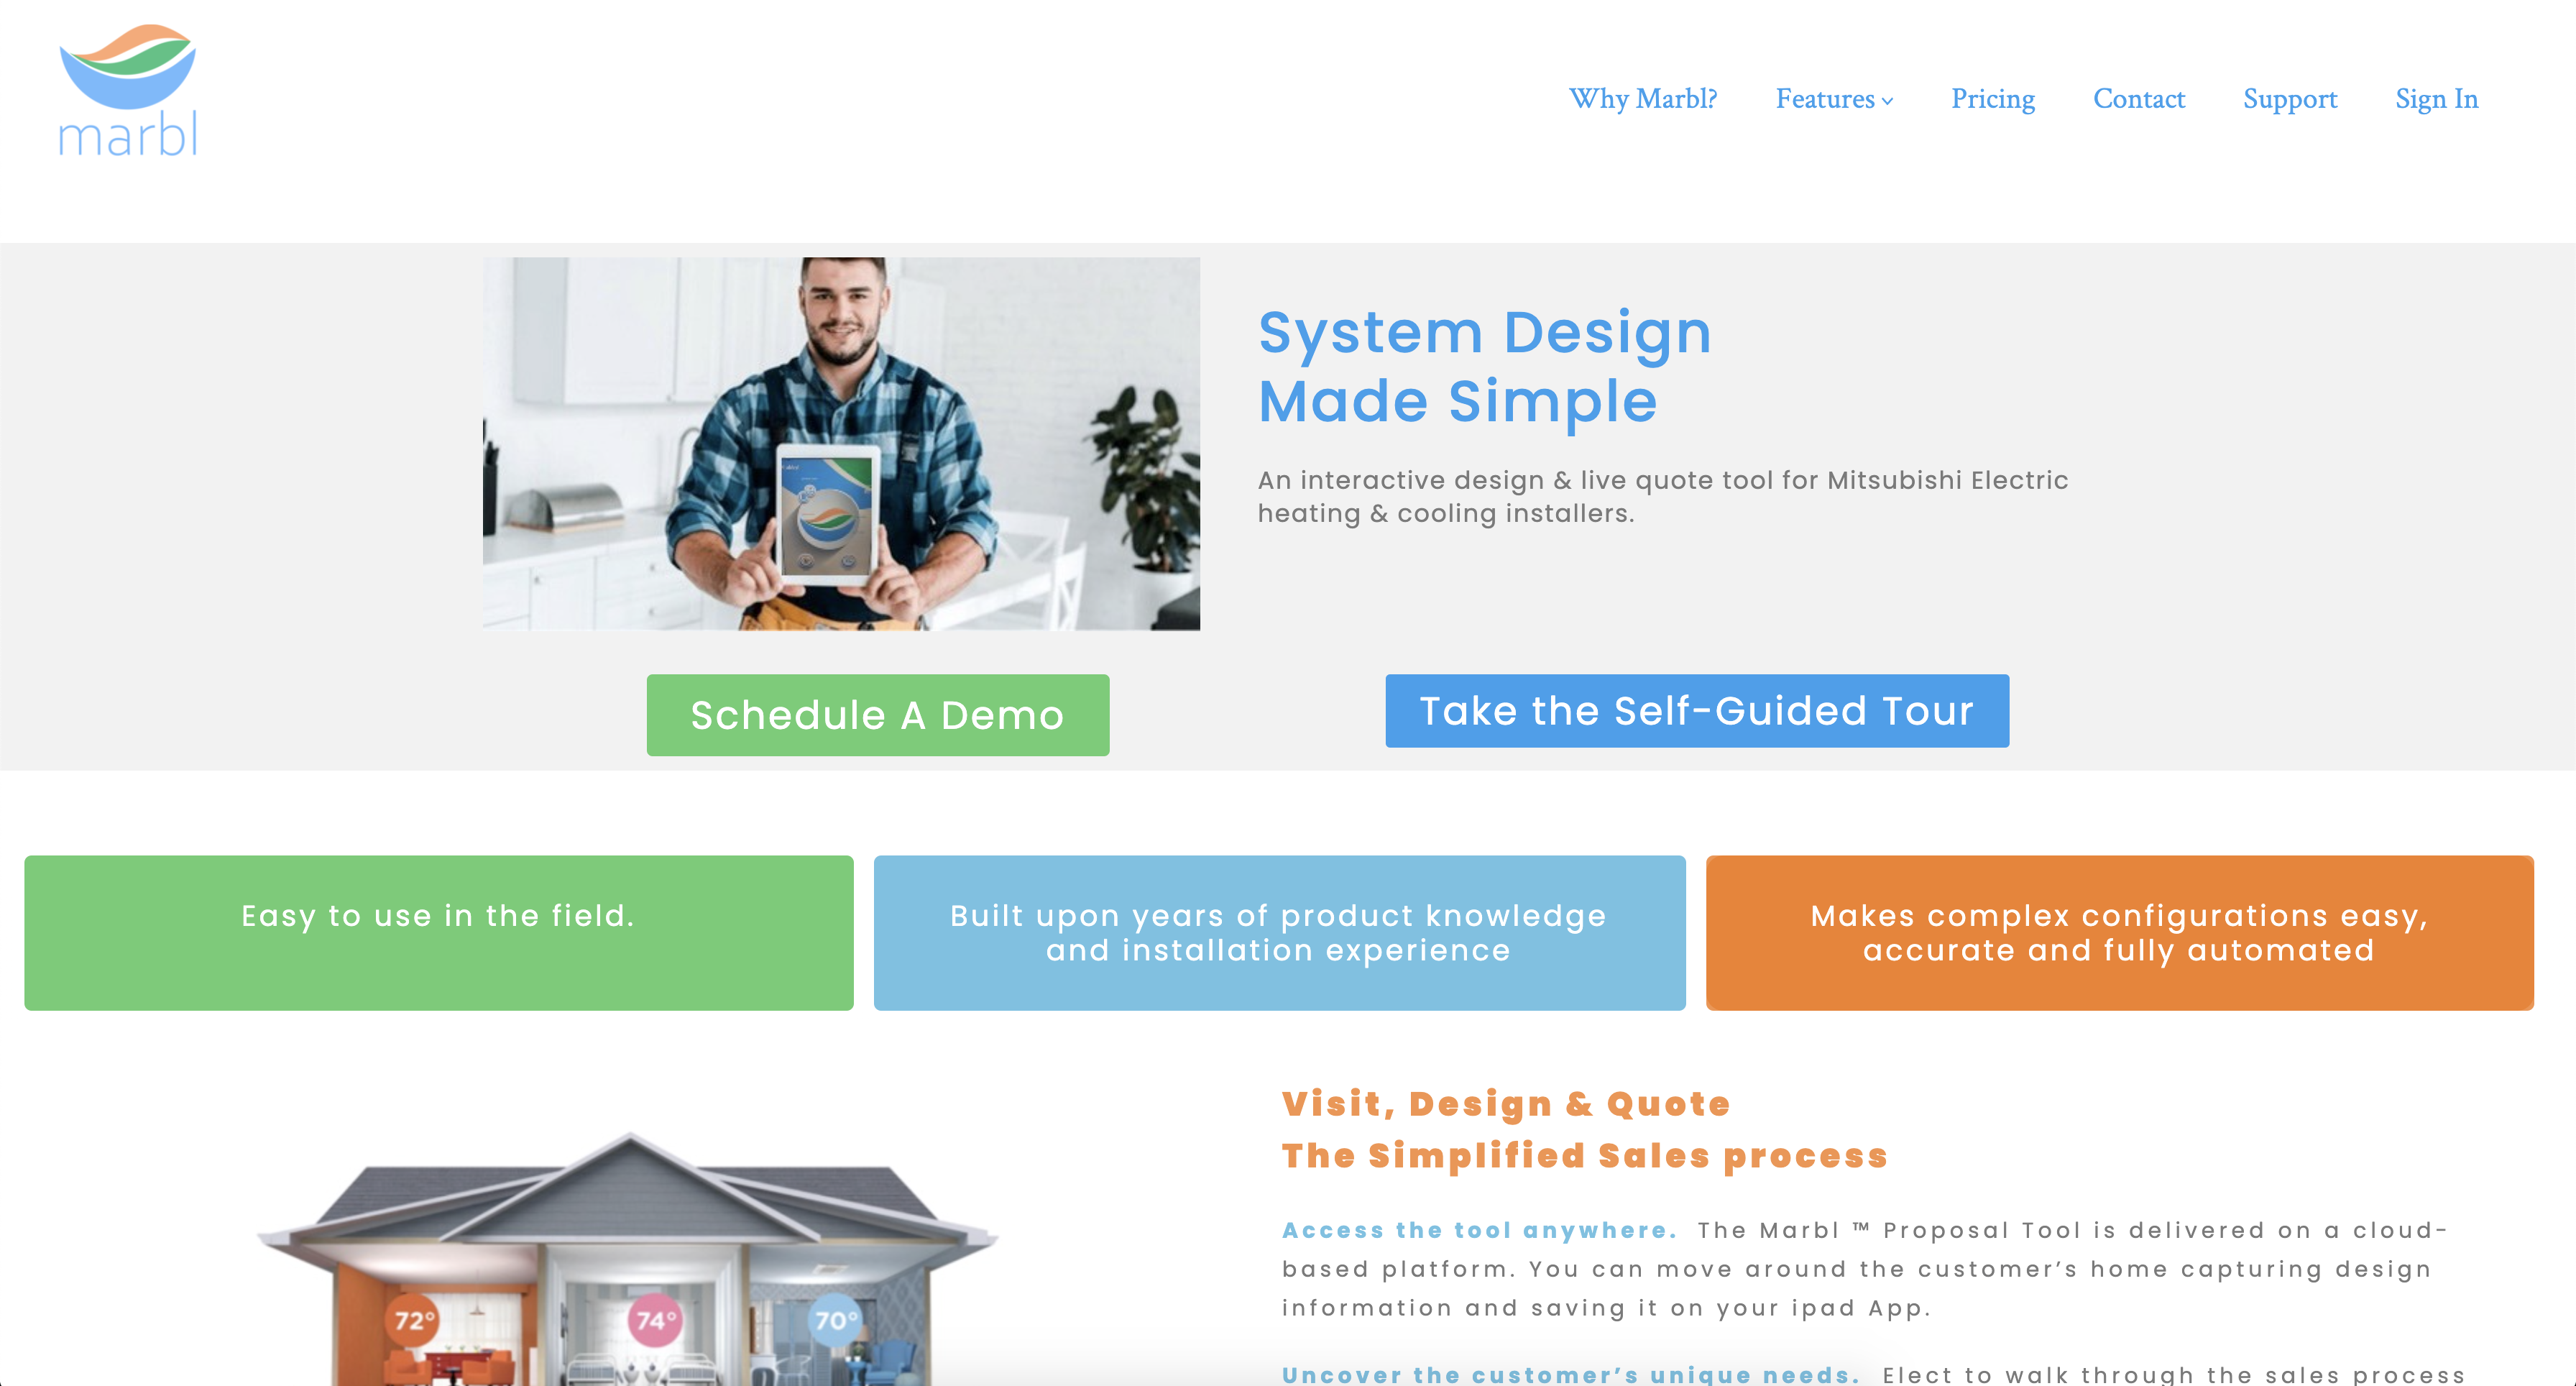 marbl
Why Marbl?
Features
Pricing
Contact
Support
Sign In
System Design
Made Simple
An interactive design & live quote tool for Mitsubishi Electric
heating & cooling installers.
Schedule A Demo
Take the Self-Guided Tour
Easy to use in the field.
Built upon years of product knowledge
and installation experience
Makes complex configurations easy,
accurate and fully automated
Visit, Design & Quote
The Simplified Sales process
Access the tool anywhere. The Marbl ™ Proposal Tool is delivered on a cloud-
based platform. You can move around the customer’s home capturing design
information and saving it on your ipad App.
Uncover the customer’s unique needs. Elect to walk through the sales process
72°
74°
70°